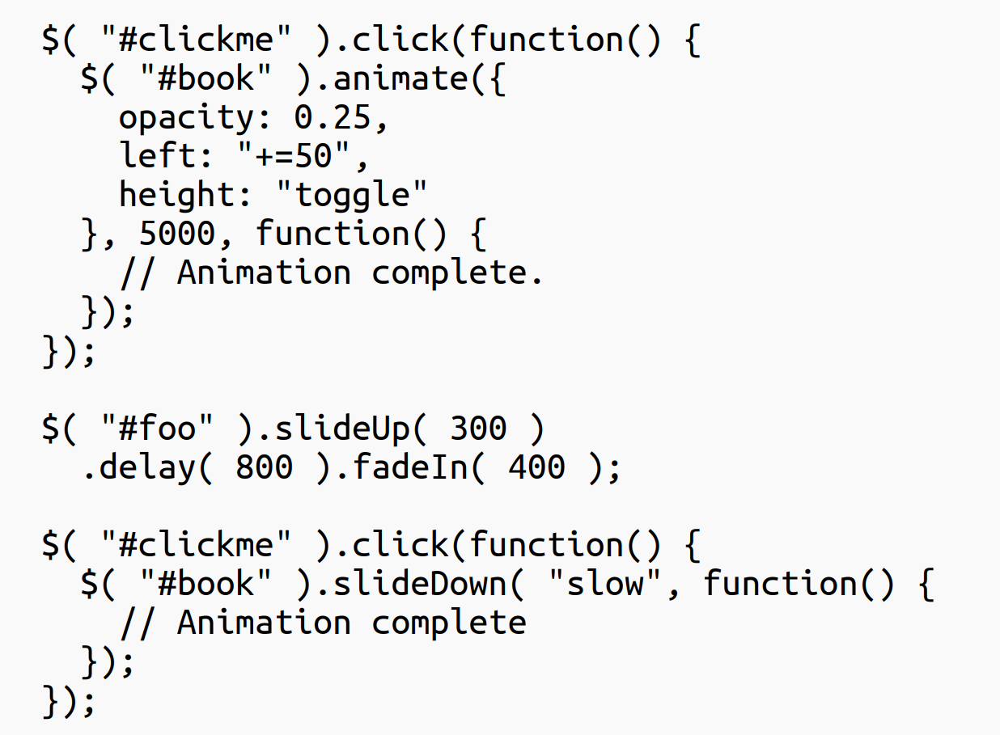 $( "#clickme" ).click(function() {
  $( "#book" ).animate({
    opacity: 0.25,
    left: "+=50",
    height: "toggle"
  }, 5000, function() {
    // Animation complete.
  });
});

$( "#foo" ).slideUp( 300 )
  .delay( 800 ).fadeIn( 400 );

$( "#clickme" ).click(function() {
  $( "#book" ).slideDown( "slow", function() {
    // Animation complete
  });
});